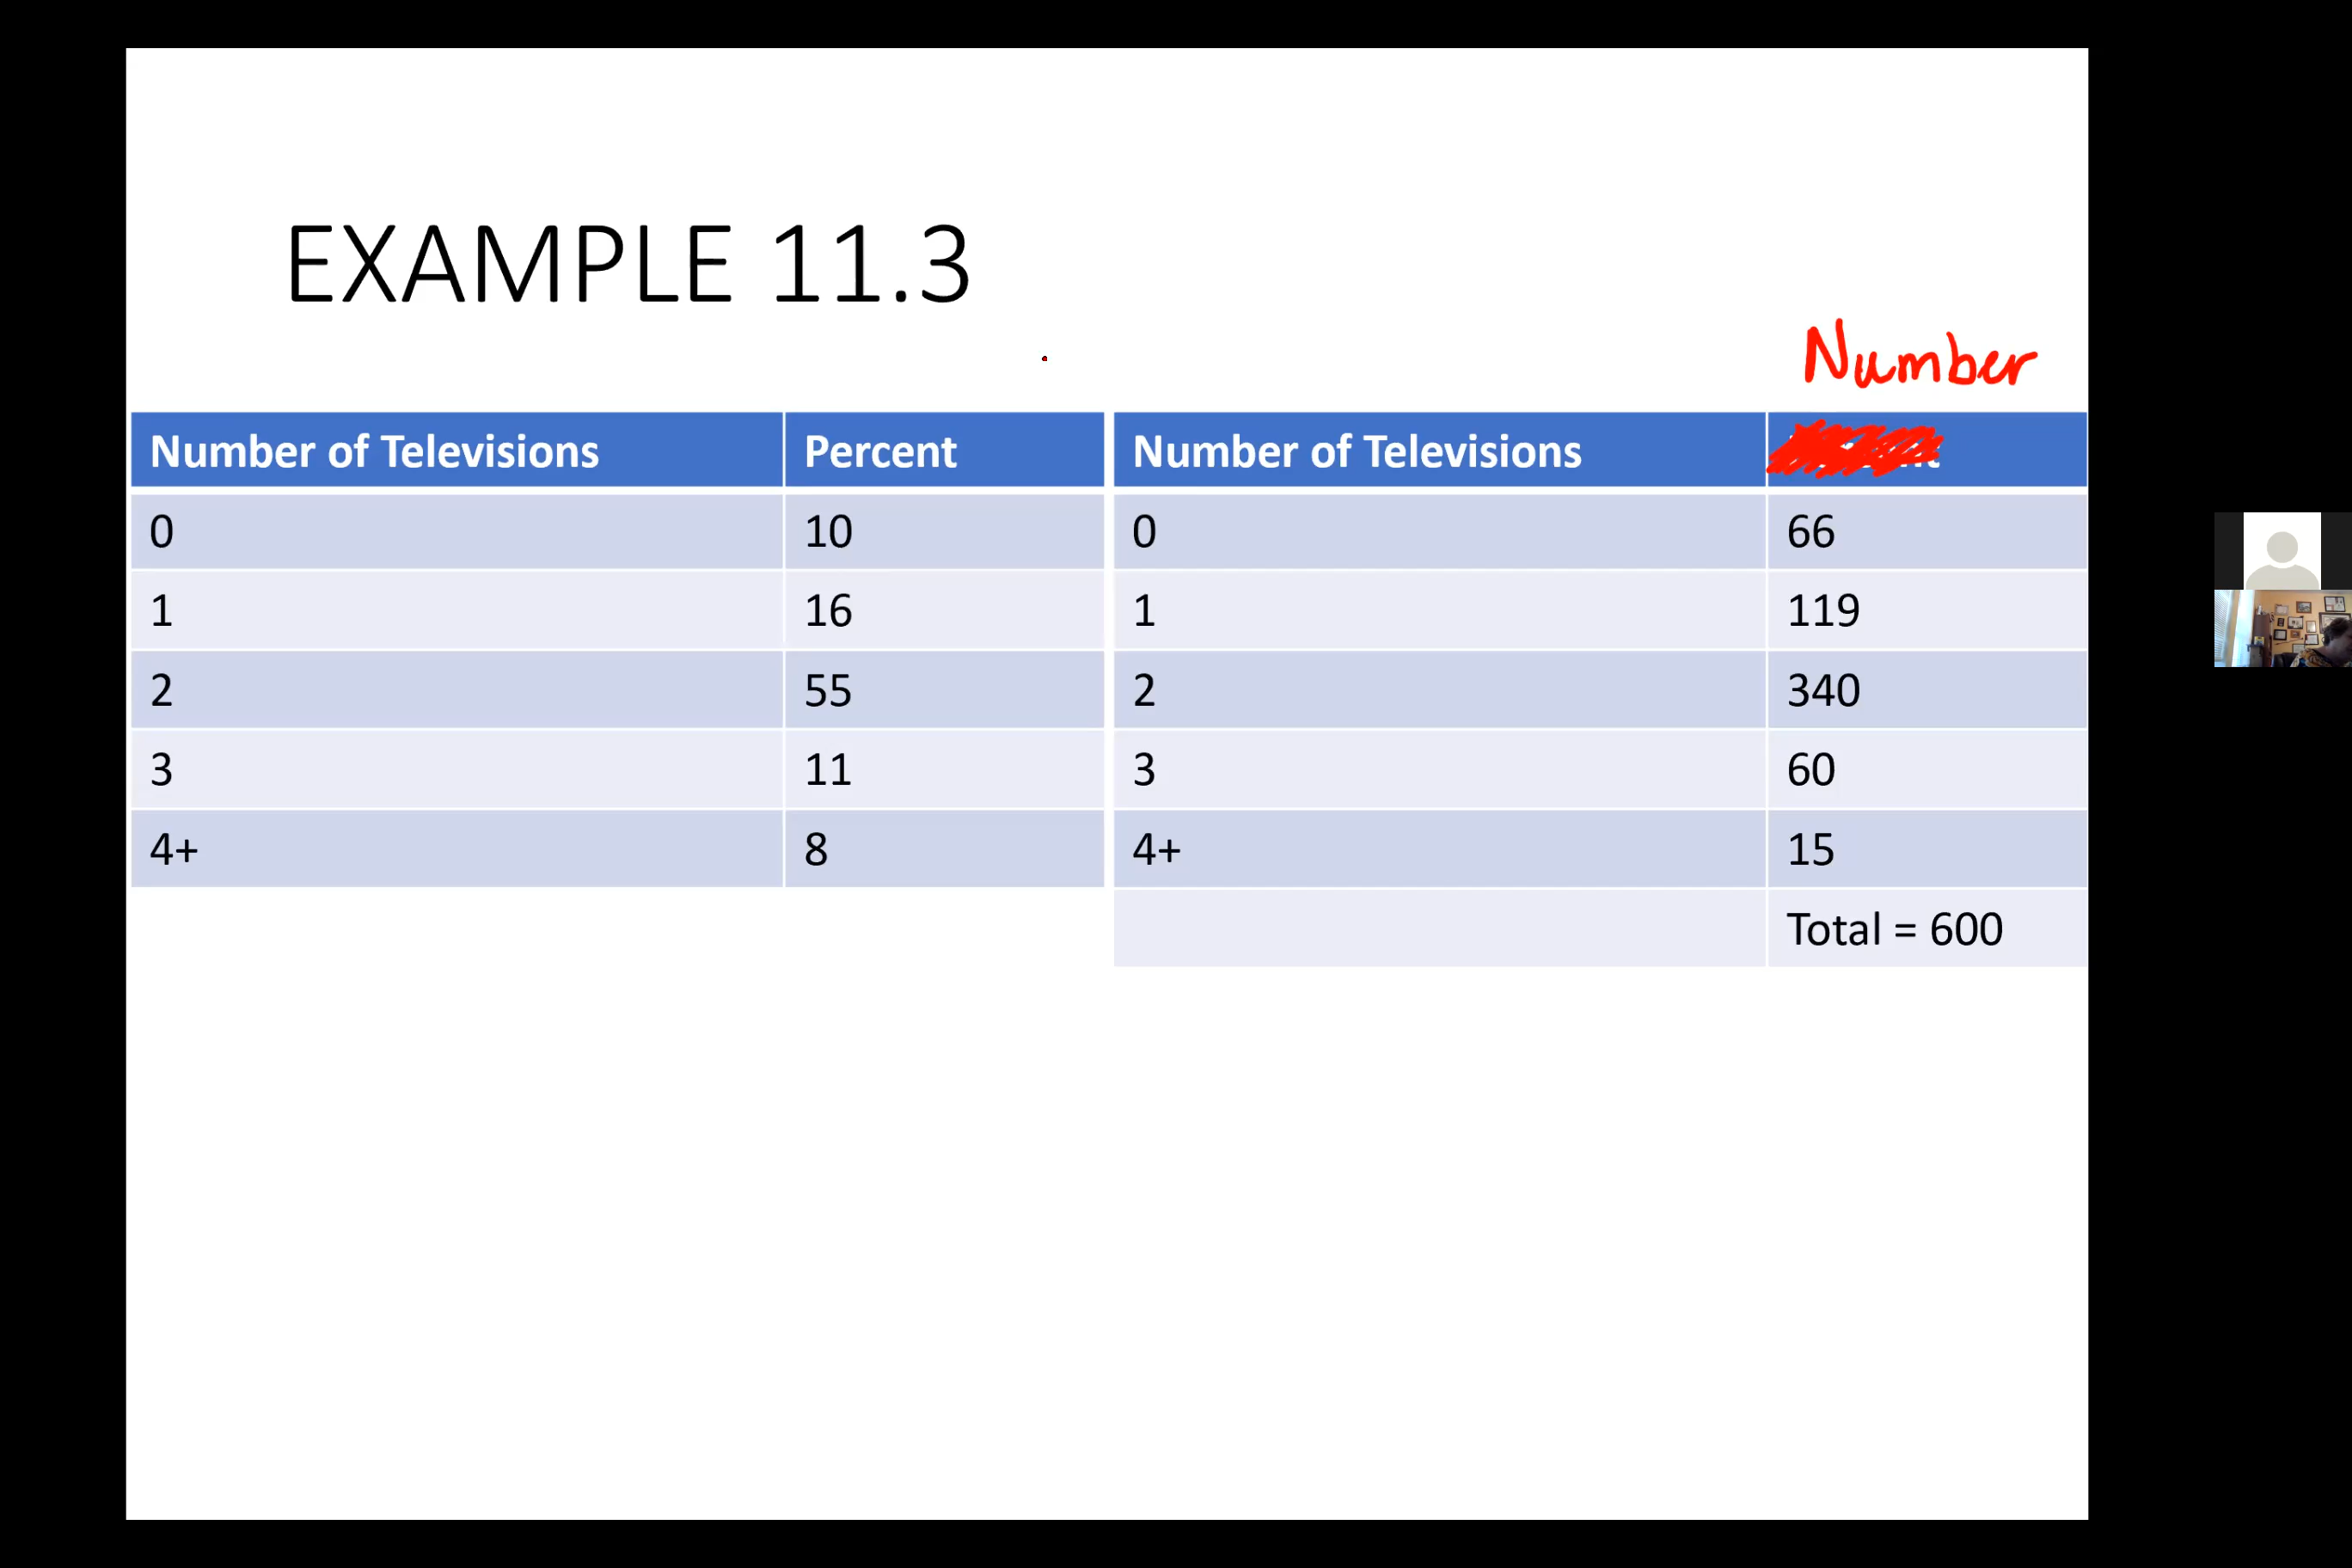 EXAMPLE 11.3
Number
Number of Televisions Percent Number of Televisions
0 10 0 66
1 16 1 119
2 55 2 340
3 11 3 60
4+ 8 4+ 15
Total = 600